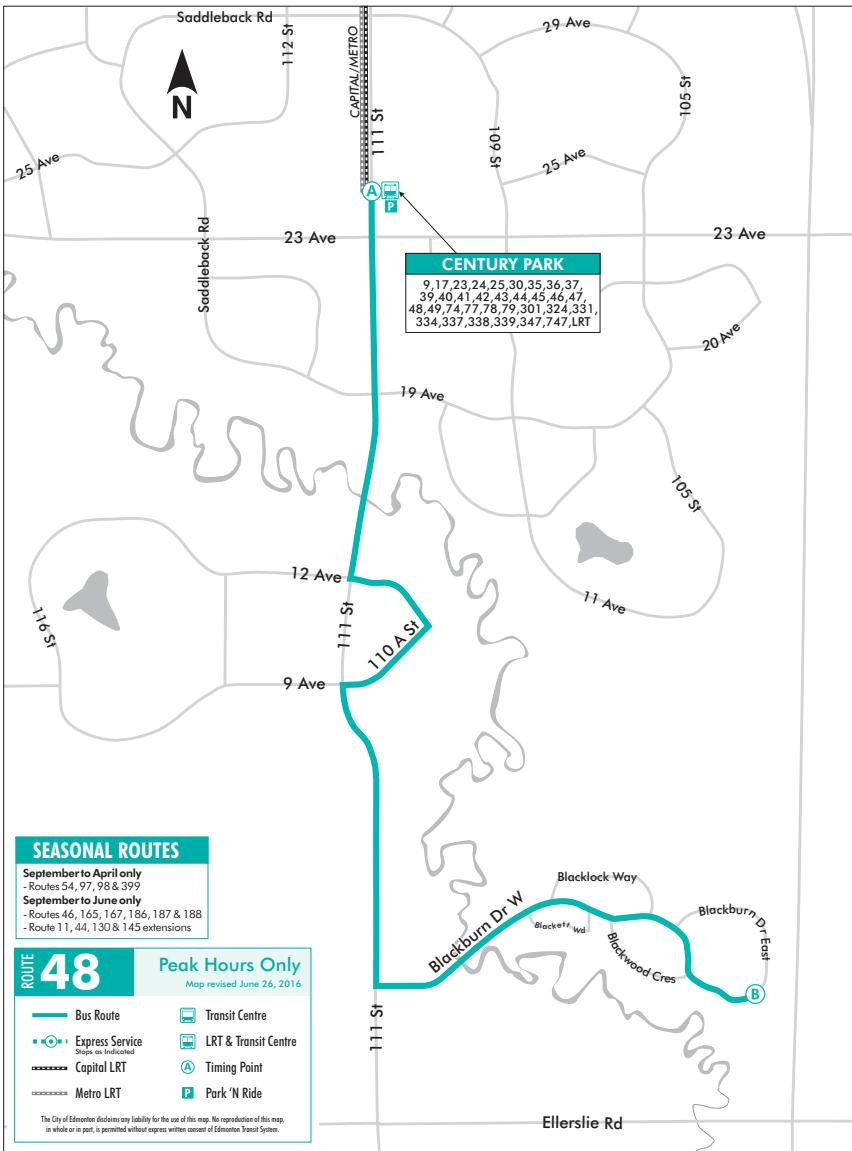 Saddleback Rd
112 St
CAPITAL/METRO
111 St
29 Ave
105 St
N
109 St
25 Ave
25 Ave
A
P
Saddleback Rd
23 Ave
23 Ave
CENTURY PARK
9,17,23,24,25,30,35,36,37,
39,40,41,42,43,44,45,46,47,
48,49,74,77,78,79,301,324,331,
334,337,338,339,347,747,LRT
20 Ave
19 Ave
105 St
12 Ave
11 Ave
116 St
111 St
110 A St
9 Ave
SEASONAL ROUTES
September to April only
- Routes 54, 97, 98 & 399
September to June only
- Routes 46, 165, 167, 186, 187 & 188
- Route 11, 44, 130 & 145 extensions
Blacklock Way
Blackburn Dr W
Blackett Wd
Blackburn Dr East
Blackwood Cres
B
111 St
Ellerslie Rd
ROUTE 48
Peak Hours Only
Map revised June 26, 2016
Bus Route
Transit Centre
Express Service
Stops as Indicated
LRT & Transit Centre
Capital LRT
A Timing Point
Metro LRT
P Park 'N Ride
The City of Edmonton disclaims any liability for the use of this map. No reproduction of this map,
in whole or in part, is permitted without express written consent of Edmonton Transit System.